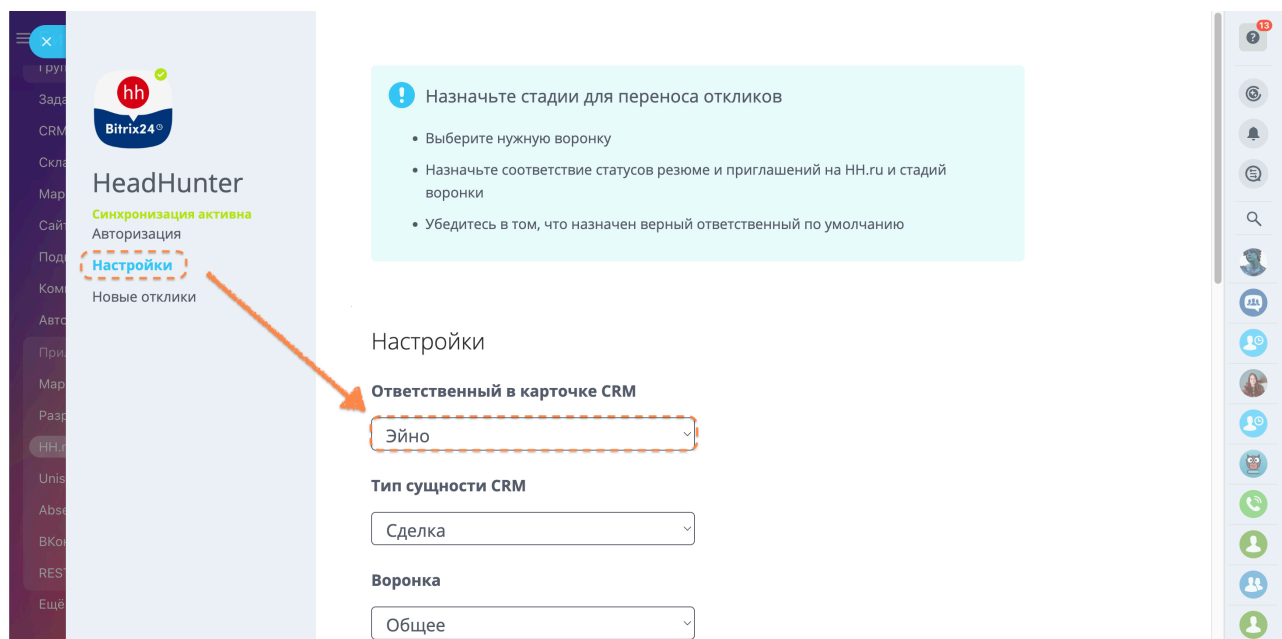 13
Зада
CRM
Скла
Мар
Сайт
Под
Ком
Авто
При
Мар
Разр
HH.r
Unis
Abse
ВКон
REST
Ещё
hh
Bitrix24
HeadHunter
Синхронизация активна
Авторизация
Настройки
Новые отклики
Назначьте стадии для переноса откликов
• Выберите нужную воронку
• Назначьте соответствие статусов резюме и приглашений на HH.ru и стадий
воронки
• Убедитесь в том, что назначен верный ответственный по умолчанию
Настройки
Ответственный в карточке CRM
Эйно
Тип сущности CRM
Сделка
Воронка
Общее